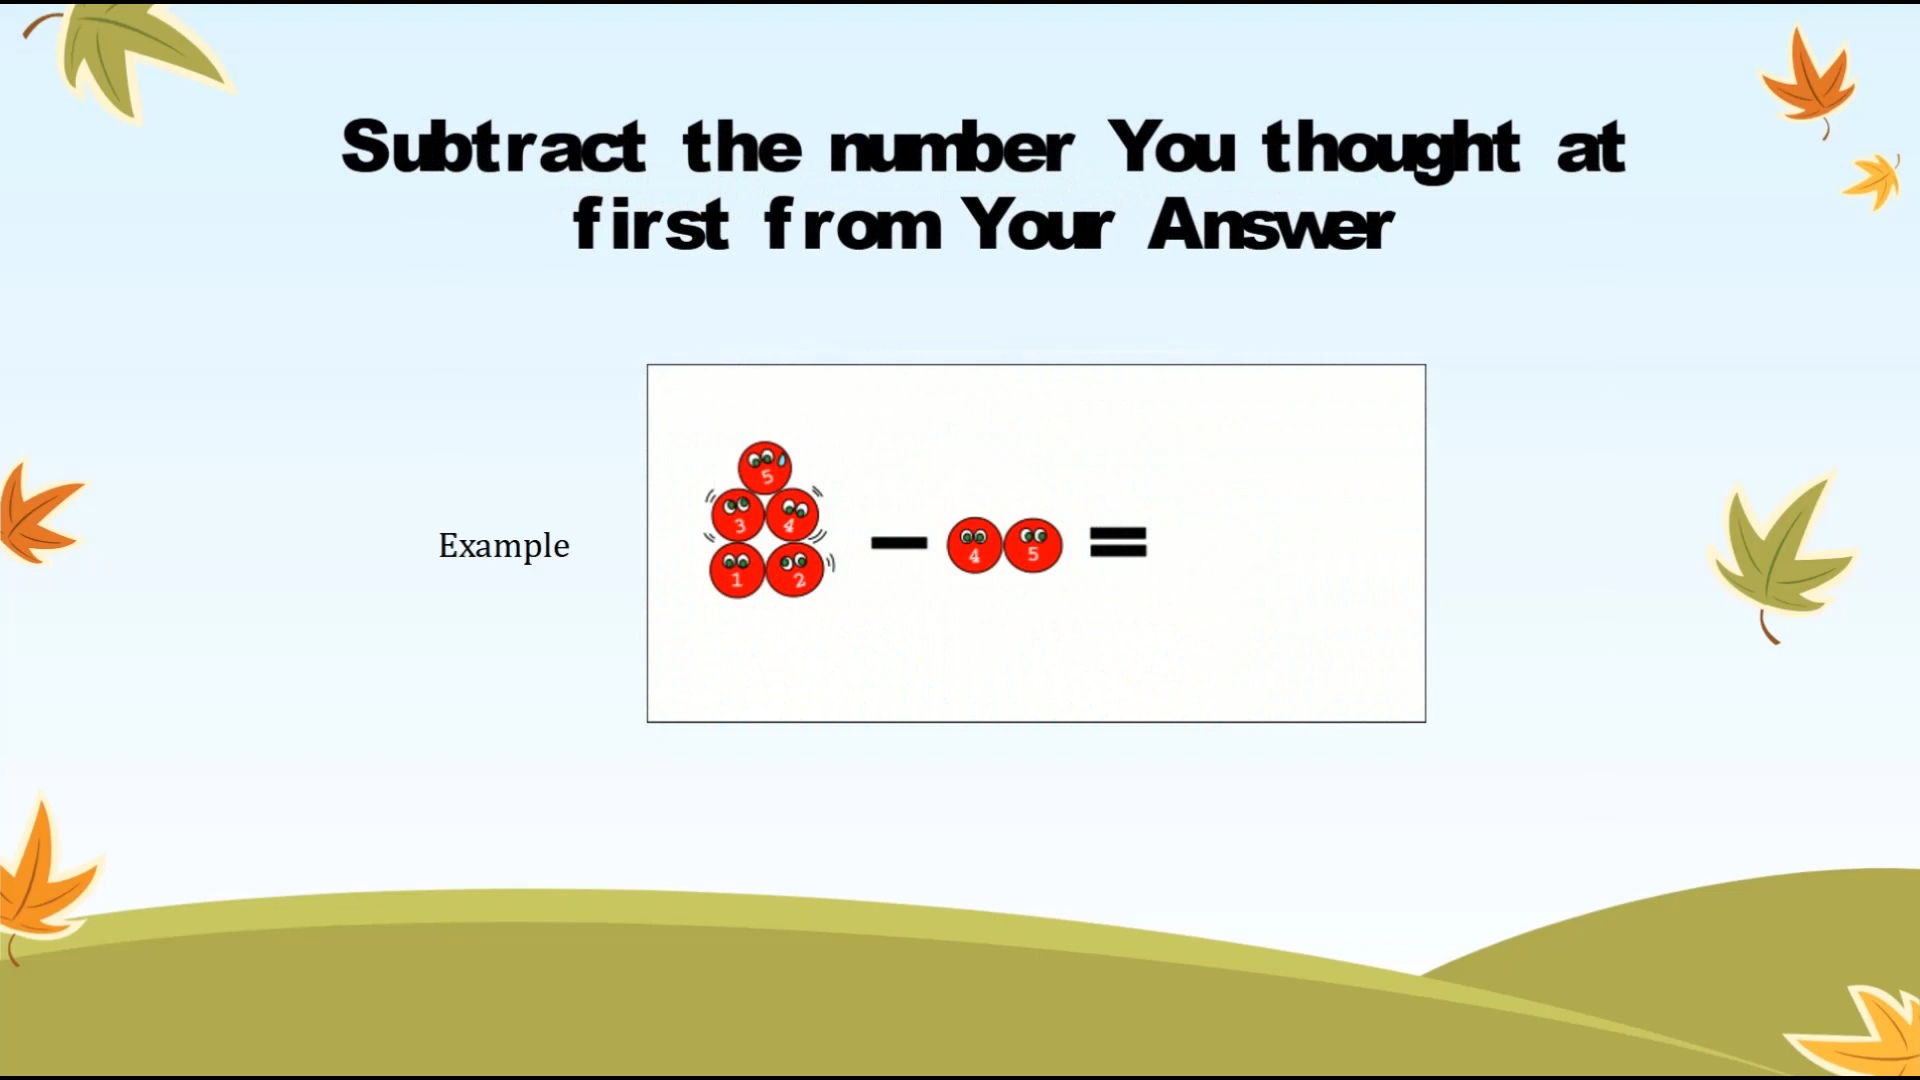 Subtract the number You thought at
first from Your Answer
Example
5
3 4
1 2
− 4 5 =